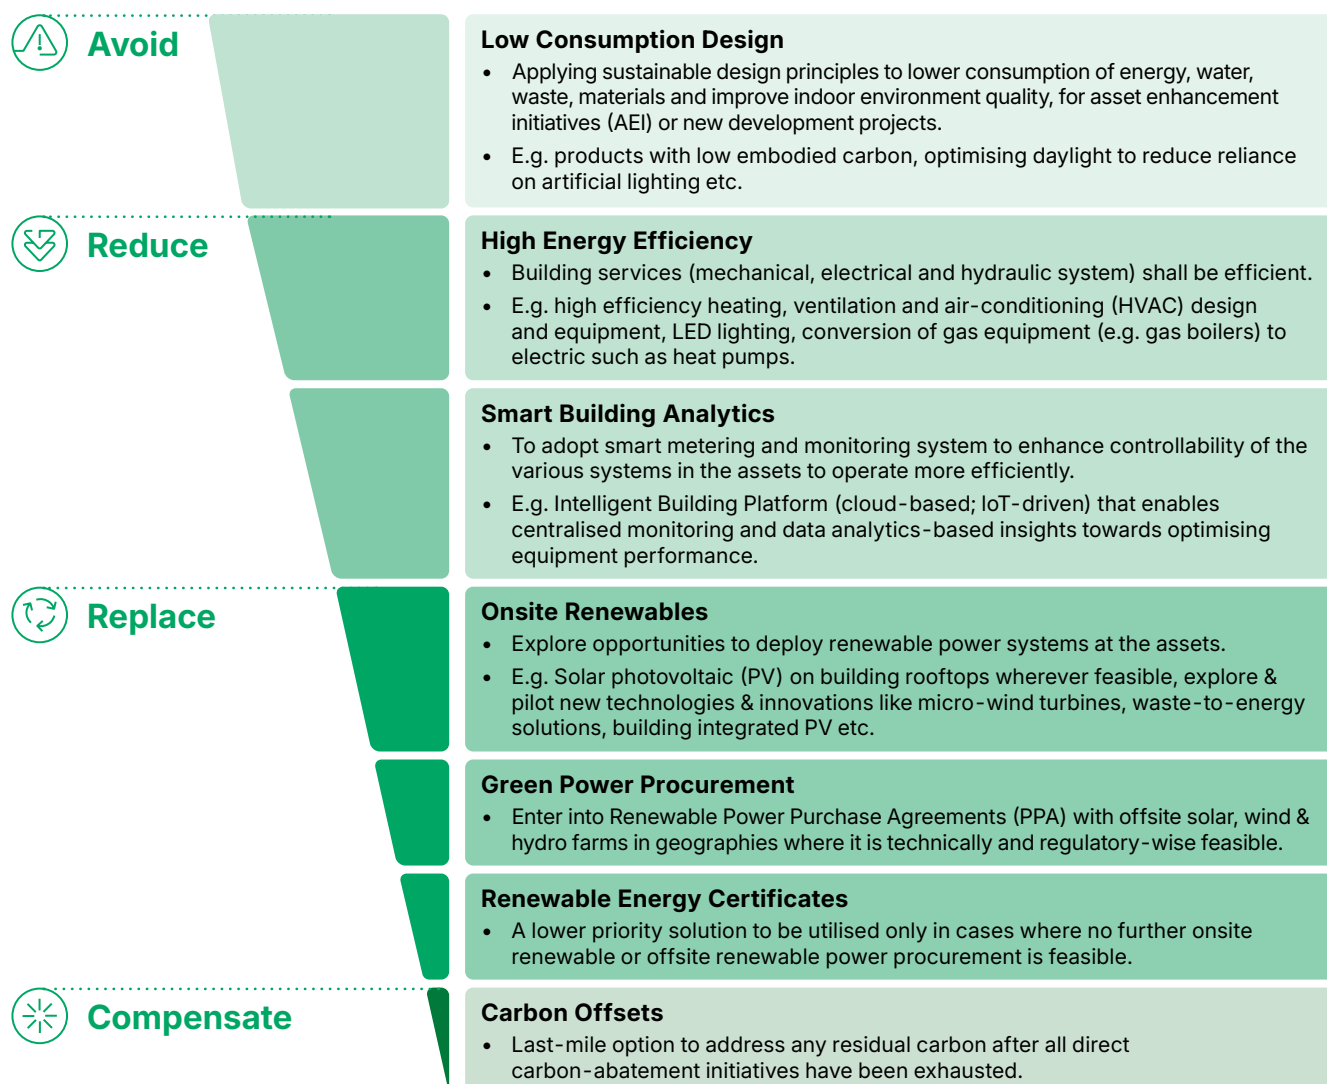 Avoid
Low Consumption Design
• Applying sustainable design principles to lower consumption of energy, water,
waste, materials and improve indoor environment quality, for asset enhancement
initiatives (AEI) or new development projects.
• E.g. products with low embodied carbon, optimising daylight to reduce reliance
on artificial lighting etc.
Reduce
High Energy Efficiency
• Building services (mechanical, electrical and hydraulic system) shall be efficient.
• E.g. high efficiency heating, ventilation and air-conditioning (HVAC) design
and equipment, LED lighting, conversion of gas equipment (e.g. gas boilers) to
electric such as heat pumps.
Smart Building Analytics
• To adopt smart metering and monitoring system to enhance controllability of the
various systems in the assets to operate more efficiently.
• E.g. Intelligent Building Platform (cloud-based; IoT-driven) that enables
centralised monitoring and data analytics-based insights towards optimising
equipment performance.
Replace
Onsite Renewables
• Explore opportunities to deploy renewable power systems at the assets.
• E.g. Solar photovoltaic (PV) on building rooftops wherever feasible, explore &
pilot new technologies & innovations like micro-wind turbines, waste-to-energy
solutions, building integrated PV etc.
Green Power Procurement
• Enter into Renewable Power Purchase Agreements (PPA) with offsite solar, wind &
hydro farms in geographies where it is technically and regulatory-wise feasible.
Renewable Energy Certificates
• A lower priority solution to be utilised only in cases where no further onsite
renewable or offsite renewable power procurement is feasible.
Compensate
Carbon Offsets
• Last-mile option to address any residual carbon after all direct
carbon-abatement initiatives have been exhausted.